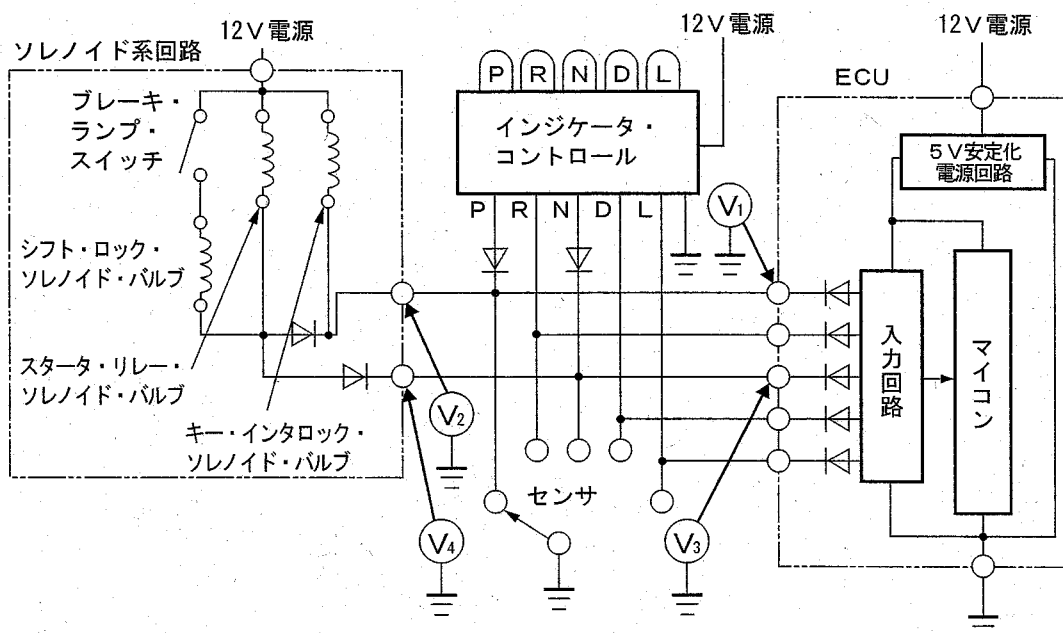 12V電源
ソレノイド系回路
ブレーキ・
ランプ・
スイッチ
シフト・ロック・
ソレノイド・バルブ
スタータ・リレー・
ソレノイド・バルブ
キー・インタロック・
ソレノイド・バルブ
V2
V4
12V電源
P R N D L
インジケータ・
コントロール
P R N D L
V1
センサ
V3
12V電源
ECU
5V安定化
電源回路
入力回路
マイコン